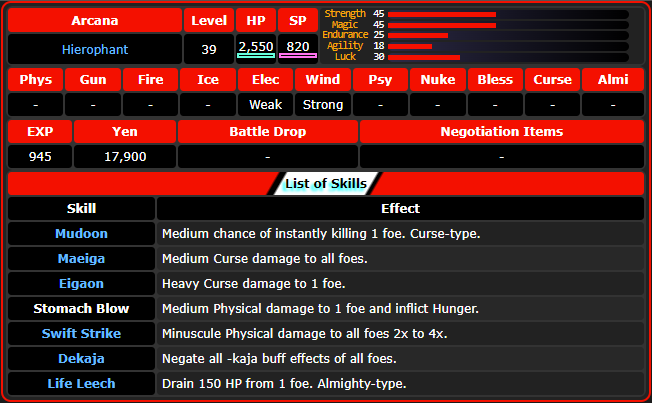 Arcana Level HP SP
Hierophant 39 2,550 820
Strength 45
Magic 45
Endurance 25
Agility 18
Luck 30
Phys Gun Fire Ice Elec Wind Psy Nuke Bless Curse Almi
- - - - Weak Strong - - - - -
EXP Yen Battle Drop Negotiation Items
945 17,900 - -
List of Skills
Skill Effect
Mudoon Medium chance of instantly killing 1 foe. Curse-type.
Maeiga Medium Curse damage to all foes.
Eigaon Heavy Curse damage to 1 foe.
Stomach Blow Medium Physical damage to 1 foe and inflict Hunger.
Swift Strike Minuscule Physical damage to all foes 2x to 4x.
Dekaja Negate all -kaja buff effects of all foes.
Life Leech Drain 150 HP from 1 foe. Almighty-type.